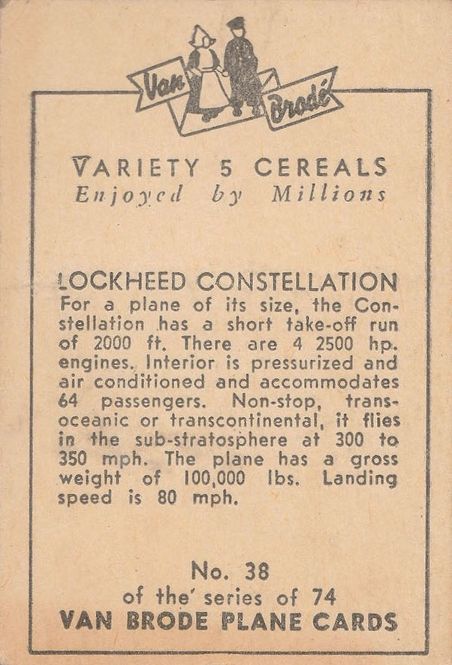 Van Brodé
VARIETY 5 CEREALS
Enjoyed by Millions
LOCKHEED CONSTELLATION
For a plane of its size, the Con-
stellation has a short take-off run
of 2000 ft. There are 4 2500 hp.
engines. Interior is pressurized and
air conditioned and accommodates
64 passengers. Non-stop, trans-
oceanic or transcontinental, it flies
in the sub-stratosphere at 300 to
350 mph. The plane has a gross
weight of 100,000 lbs. Landing
speed is 80 mph.
No. 38
of the series of 74
VAN BRODE PLANE CARDS